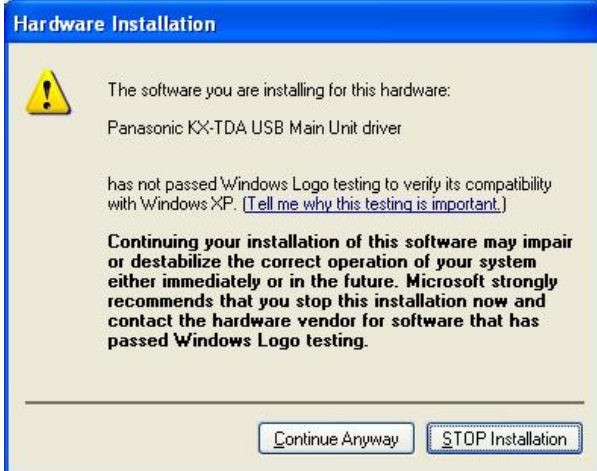 Hardware Installation
The software you are installing for this hardware:
Panasonic KX-TDA USB Main Unit driver
has not passed Windows Logo testing to verify its compatibility
with Windows XP. (Tell me why this testing is important.)
Continuing your installation of this software may impair
or destabilize the correct operation of your system
either immediately or in the future. Microsoft strongly
recommends that you stop this installation now and
contact the hardware vendor for software that has
passed Windows Logo testing.
Continue Anyway
STOP Installation